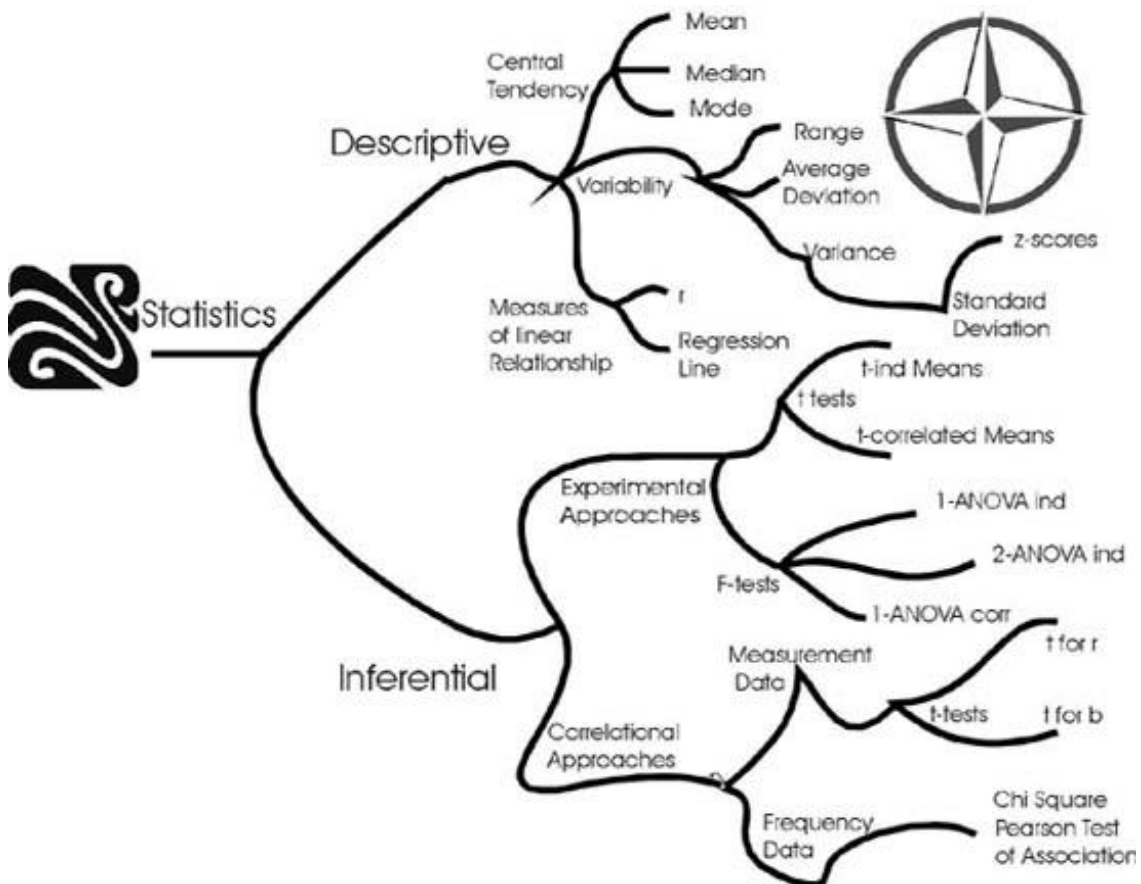 Mean
Central
Tendency
Median
Mode
Descriptive
Range
Variability
Average
Deviation
Variance
z-scores
Statistics
Measures
of linear
Relationship
r
Standard
Deviation
Regression
Line
t-ind Means
t tests
t-correlated Means
Experimental
Approaches
1-ANOVA ind
2-ANOVA ind
F-tests
1-ANOVA corr
Inferential
Measurement
Data
t for r
t-tests
t for b
Correlational
Approaches
Frequency
Data
Chi Square
Pearson Test
of Association